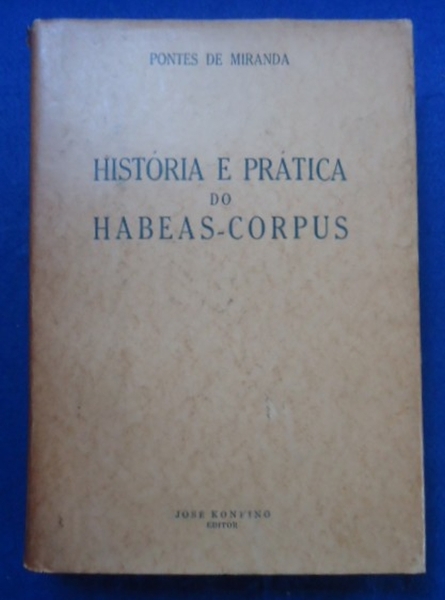 PONTES DE MIRANDA
HISTÓRIA E PRÁTICA
DO
HABEAS-CORPUS
JOSÉ KONFINO
EDITOR